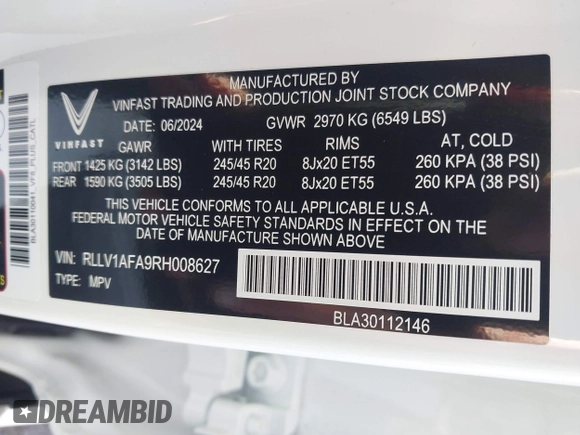 MANUFACTURED BY
VINFAST TRADING AND PRODUCTION JOINT STOCK COMPANY
VINFAST
DATE: 06/2024 GVWR 2970 KG (6549 LBS)
GAWR WITH TIRES RIMS AT, COLD
FRONT 1425 KG (3142 LBS) 245/45 R20 8Jx20 ET55 260 KPA (38 PSI)
REAR 1590 KG (3505 LBS) 245/45 R20 8Jx20 ET55 260 KPA (38 PSI)
THIS VEHICLE CONFORMS TO ALL APPLICABLE U.S.A.
FEDERAL MOTOR VEHICLE SAFETY STANDARDS IN EFFECT ON THE
DATE OF MANUFACTURE SHOWN ABOVE
VIN: RLLV1AFA9RH008627
TYPE: MPV
BLA30112146
BLA30110041_VF8_PLUS_CATL
DREAMBID